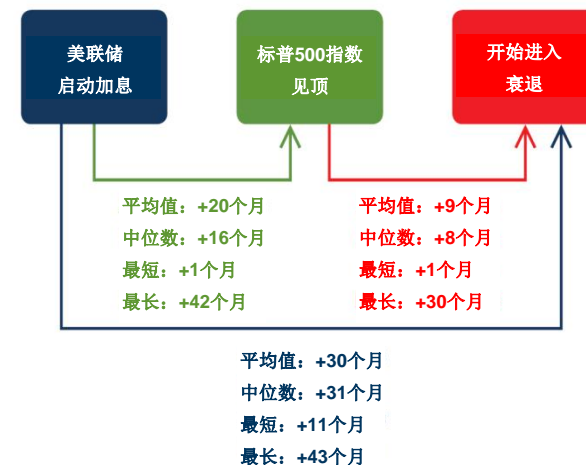 美联储
启动加息
标普500指数
见顶
开始进入
衰退
平均值：+20个月
中位数：+16个月
最短：+1个月
最长：+42个月
平均值：+9个月
中位数：+8个月
最短：+1个月
最长：+30个月
平均值：+30个月
中位数：+31个月
最短：+11个月
最长：+43个月